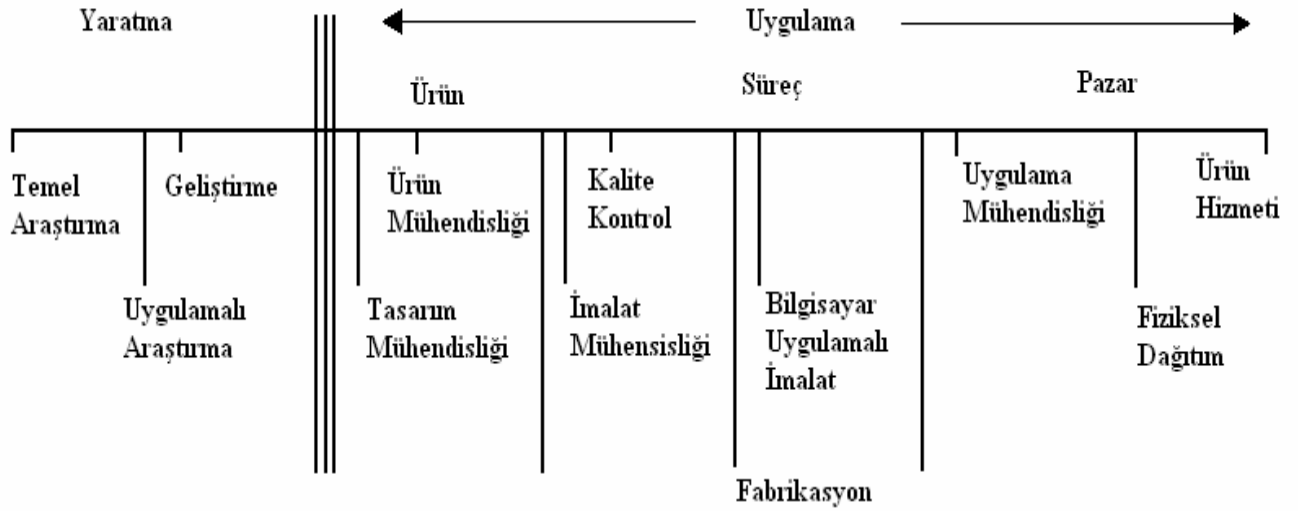 Yaratma
Uygulama
Ürün
Süreç
Pazar
Temel
Araştırma
Geliştirme
Ürün
Mühendisliği
Kalite
Kontrol
Uygulama
Mühendisliği
Ürün
Hizmeti
Uygulamalı
Araştırma
Tasarım
Mühendisliği
İmalat
Mühensisliği
Bilgisayar
Uygulamalı
İmalat
Fiziksel
Dağıtım
Fabrikasyon